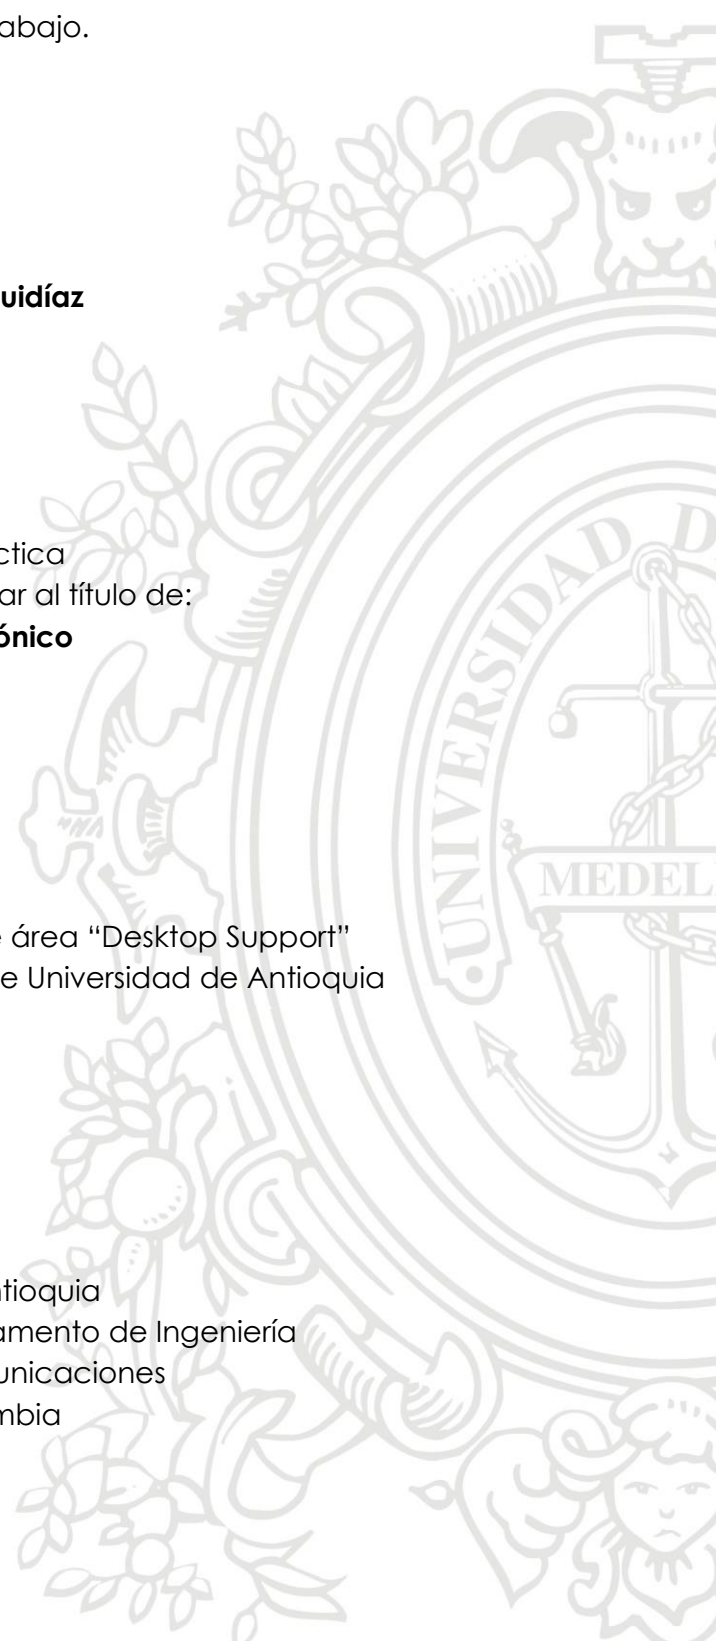 abajo.
uidíaz
ctica
ar al título de:
ónico
e área “Desktop Support”
e Universidad de Antioquia
ntioquia
amento de Ingeniería
unicaciones
mbia
UNIVERSIDAD D
MEDEL